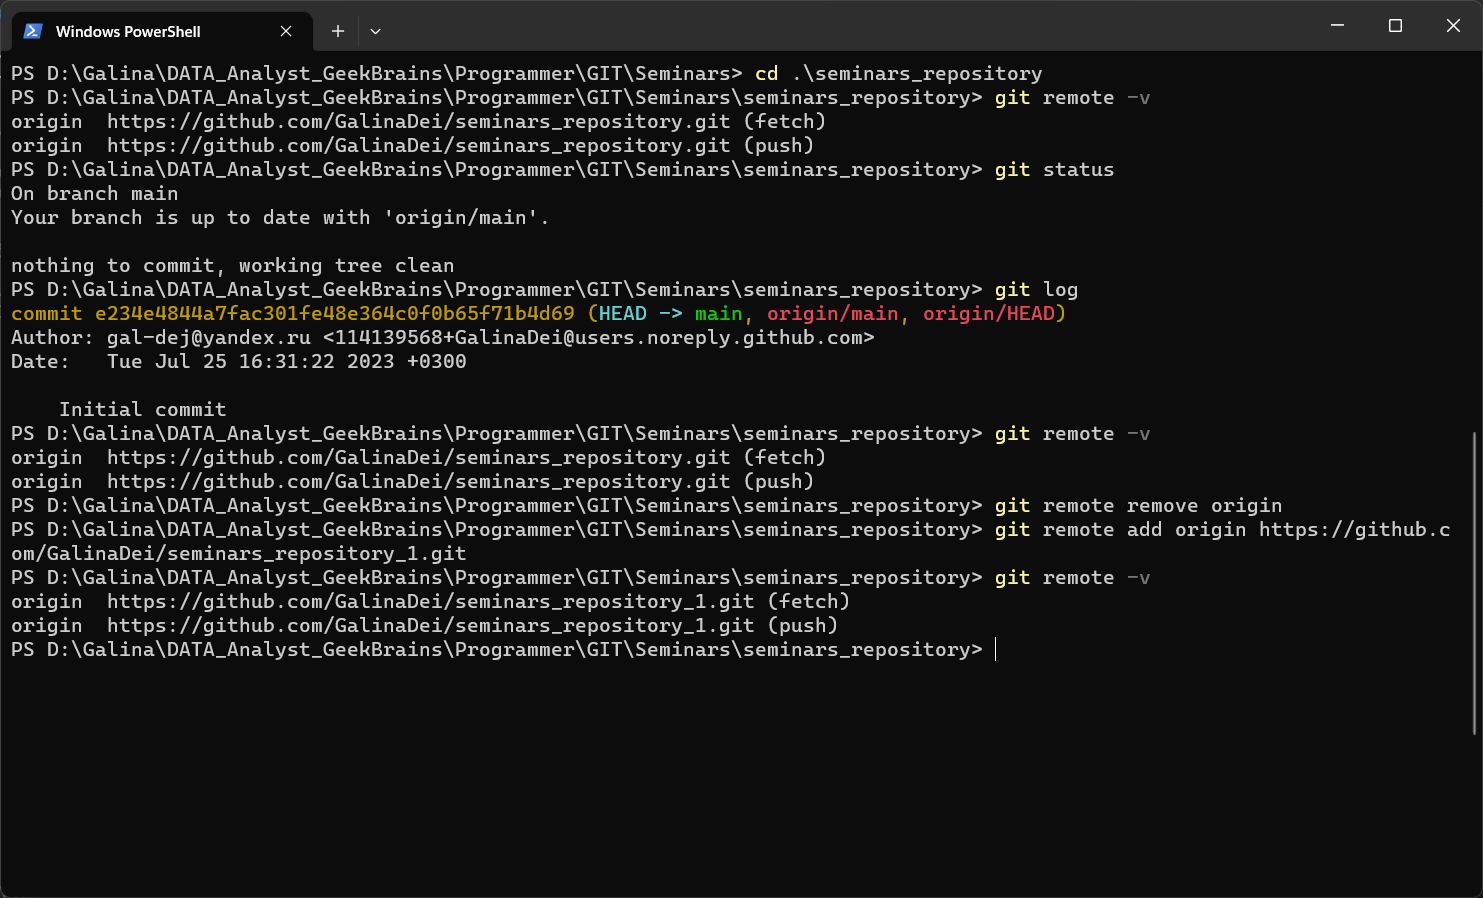 Windows PowerShell
PS D:\Galina\DATA_Analyst_GeekBrains\Programmer\GIT\Seminars> cd .\seminars_repository
PS D:\Galina\DATA_Analyst_GeekBrains\Programmer\GIT\Seminars\seminars_repository> git remote -v
origin  https://github.com/GalinaDei/seminars_repository.git (fetch)
origin  https://github.com/GalinaDei/seminars_repository.git (push)
PS D:\Galina\DATA_Analyst_GeekBrains\Programmer\GIT\Seminars\seminars_repository> git status
On branch main
Your branch is up to date with 'origin/main'.
nothing to commit, working tree clean
PS D:\Galina\DATA_Analyst_GeekBrains\Programmer\GIT\Seminars\seminars_repository> git log
commit e234e4844a7fac301fe48e364c0f0b65f71b4d69 (HEAD -> main, origin/main, origin/HEAD)
Author: gal-dej@yandex.ru <114139568+GalinaDei@users.noreply.github.com>
Date:   Tue Jul 25 16:31:22 2023 +0300
    Initial commit
PS D:\Galina\DATA_Analyst_GeekBrains\Programmer\GIT\Seminars\seminars_repository> git remote -v
origin  https://github.com/GalinaDei/seminars_repository.git (fetch)
origin  https://github.com/GalinaDei/seminars_repository.git (push)
PS D:\Galina\DATA_Analyst_GeekBrains\Programmer\GIT\Seminars\seminars_repository> git remote remove origin
PS D:\Galina\DATA_Analyst_GeekBrains\Programmer\GIT\Seminars\seminars_repository> git remote add origin https://github.c
om/GalinaDei/seminars_repository_1.git
PS D:\Galina\DATA_Analyst_GeekBrains\Programmer\GIT\Seminars\seminars_repository> git remote -v
origin  https://github.com/GalinaDei/seminars_repository_1.git (fetch)
origin  https://github.com/GalinaDei/seminars_repository_1.git (push)
PS D:\Galina\DATA_Analyst_GeekBrains\Programmer\GIT\Seminars\seminars_repository>